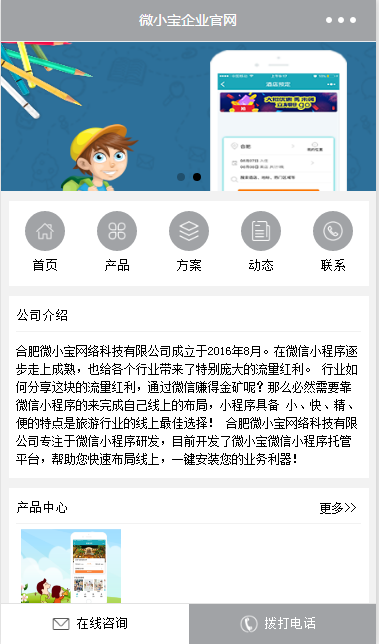 微小宝企业官网
酒店预定
合肥
首页 产品 方案 动态 联系
公司介绍
合肥微小宝网络科技有限公司成立于2016年8月。在微信小程序逐
步走上成熟，也给各个行业带来了特别庞大的流量红利。 行业如
何分享这块的流量红利，通过微信赚得金矿呢？那么必然需要靠
微信小程序的来完成自己线上的布局，小程序具备 小、快、精、
便的特点是旅游行业的线上最佳选择！ 合肥微小宝网络科技有限
公司专注于微信小程序研发，目前开发了微小宝微信小程序托管
平台，帮助您快速布局线上，一键安装您的业务利器！
产品中心 更多>>
在线咨询 拨打电话